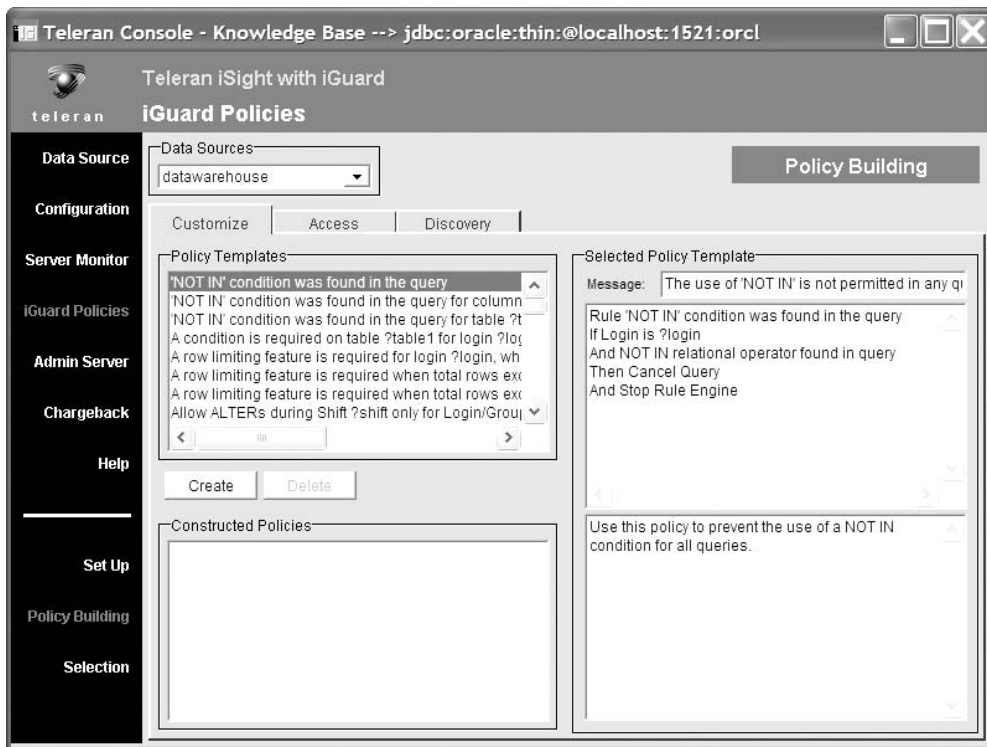 Teleran Console - Knowledge Base --> jdbc:oracle:thin:@localhost:1521:orcl
teleran
Teleran iSight with iGuard
iGuard Policies
Data Source
Configuration
Server Monitor
iGuard Policies
Admin Server
Chargeback
Help
Set Up
Policy Building
Selection
Data Sources
datawarehouse
Policy Building
Customize
Access
Discovery
Policy Templates
'NOT IN' condition was found in the query
'NOT IN' condition was found in the query for column
'NOT IN' condition was found in the query for table ?t
A condition is required on table ?table1 for login ?log
A row limiting feature is required for login ?login, wh
A row limiting feature is required when total rows exc
A row limiting feature is required when total rows exc
Allow ALTERs during Shift ?shift only for Login/Group
Create
Delete
Constructed Policies
Selected Policy Template
Message:
The use of 'NOT IN' is not permitted in any qu
Rule 'NOT IN' condition was found in the query
If Login is ?login
And NOT IN relational operator found in query
Then Cancel Query
And Stop Rule Engine
Use this policy to prevent the use of a NOT IN
condition for all queries.